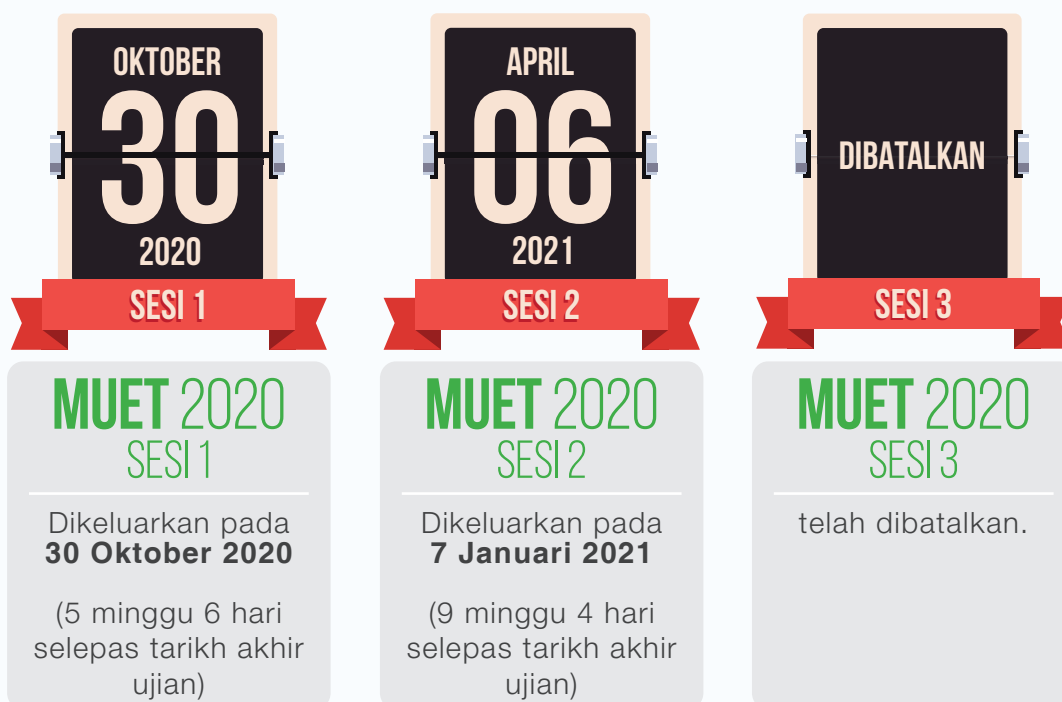 OKTOBER
30
2020
SESI 1
MUET 2020
SESI 1
Dikeluarkan pada
30 Oktober 2020
(5 minggu 6 hari
selepas tarikh akhir
ujian)
APRIL
06
2021
SESI 2
MUET 2020
SESI 2
Dikeluarkan pada
7 Januari 2021
(9 minggu 4 hari
selepas tarikh akhir
ujian)
DIBATALKAN
SESI 3
MUET 2020
SESI 3
telah dibatalkan.